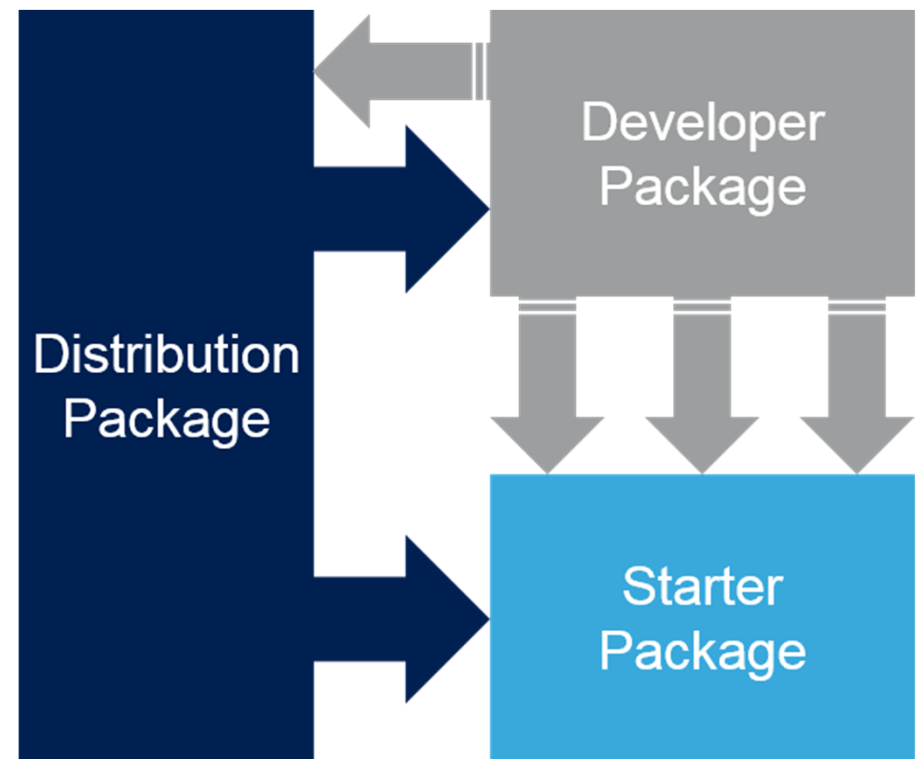 Developer
Package
Distribution
Package
Starter
Package